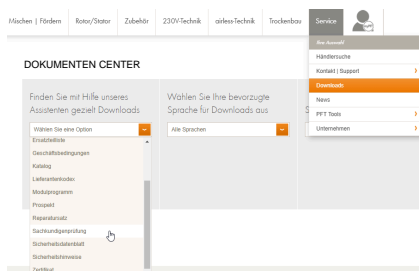 Mischen | Fördern Rotor/Stator Zubehör 230V-Technik airless-Technik Trockenbau Service
Händlersuche
DOKUMENTEN CENTER
Kontakt | Support
Downloads
News
PFT Tools
Unternehmen
Finden Sie mit Hilfe unseres
Assistenten gezielt Downloads
Wählen Sie eine Option
Ersatzteilliste
Geschäftsbedingungen
Katalog
Lieferantenkodex
Modulprogramm
Prospekt
Reparatursatz
Sachkundigenprüfung
Sicherheitsdatenblatt
Sicherheitshinweise
Zertifikat
Wählen Sie Ihre bevorzugte
Sprache für Downloads aus
Alle Sprachen
S